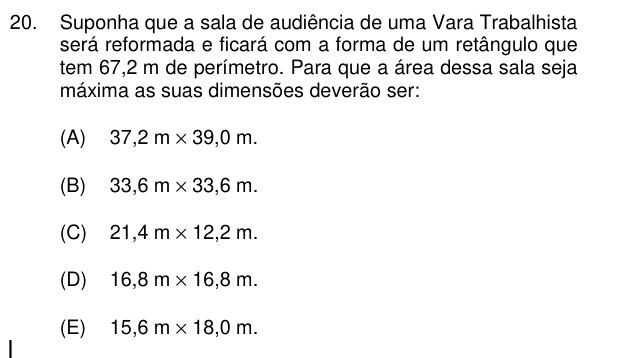 20. Suponha que a sala de audiência de uma Vara Trabalhista
será reformada e ficará com a forma de um retângulo que
tem 67,2 m de perímetro. Para que a área dessa sala seja
máxima as suas dimensões deverão ser:
(A) 37,2 m × 39,0 m.
(B) 33,6 m × 33,6 m.
(C) 21,4 m × 12,2 m.
(D) 16,8 m × 16,8 m.
(E) 15,6 m × 18,0 m.